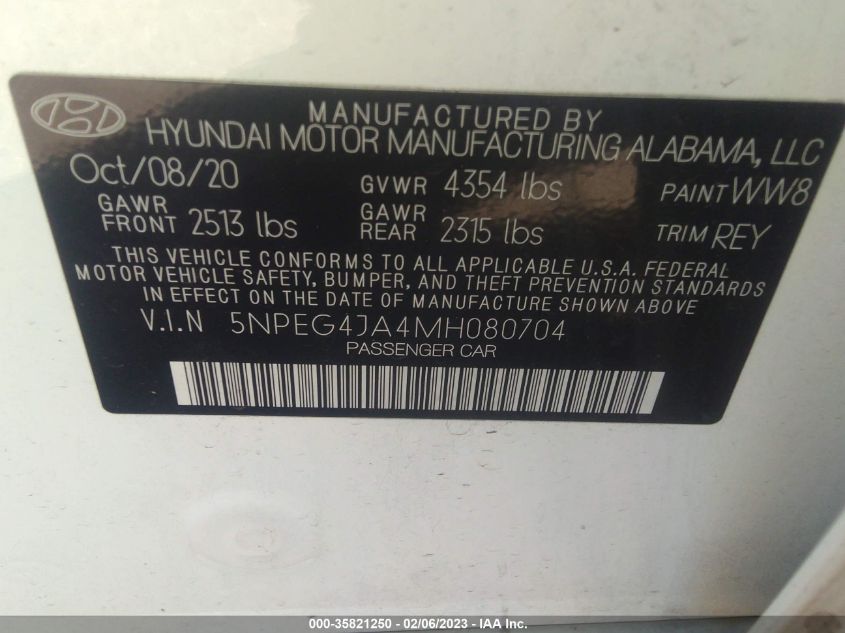 MANUFACTURED BY
HYUNDAI MOTOR MANUFACTURING ALABAMA, LLC
Oct/08/20 GVWR 4354 lbs PAINT WW8
GAWR FRONT 2513 lbs GAWR REAR 2315 lbs TRIM REY
THIS VEHICLE CONFORMS TO ALL APPLICABLE U.S.A. FEDERAL
MOTOR VEHICLE SAFETY, BUMPER, AND THEFT PREVENTION STANDARDS
IN EFFECT ON THE DATE OF MANUFACTURE SHOWN ABOVE
V.I.N 5NPEG4JA4MH080704
PASSENGER CAR
000-35821250 - 02/06/2023 - IAA Inc.